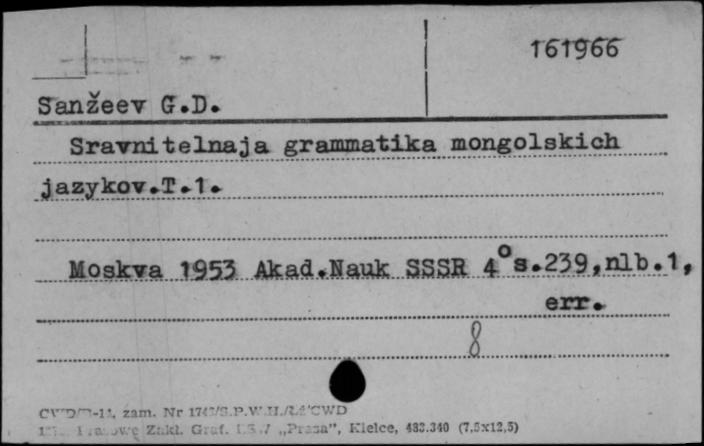 161966
Sanžeev G.D.
Sravnitelnaja grammatika mongolskich
jazykov.T.1.
Moskva 1953 Akad.Nauk SSSR 4° s.239,nlb.1,
err.
8
zam. Nr
Zakl. Graf. „Prasa”, Kielce, 483.340 (7,5x12,5)